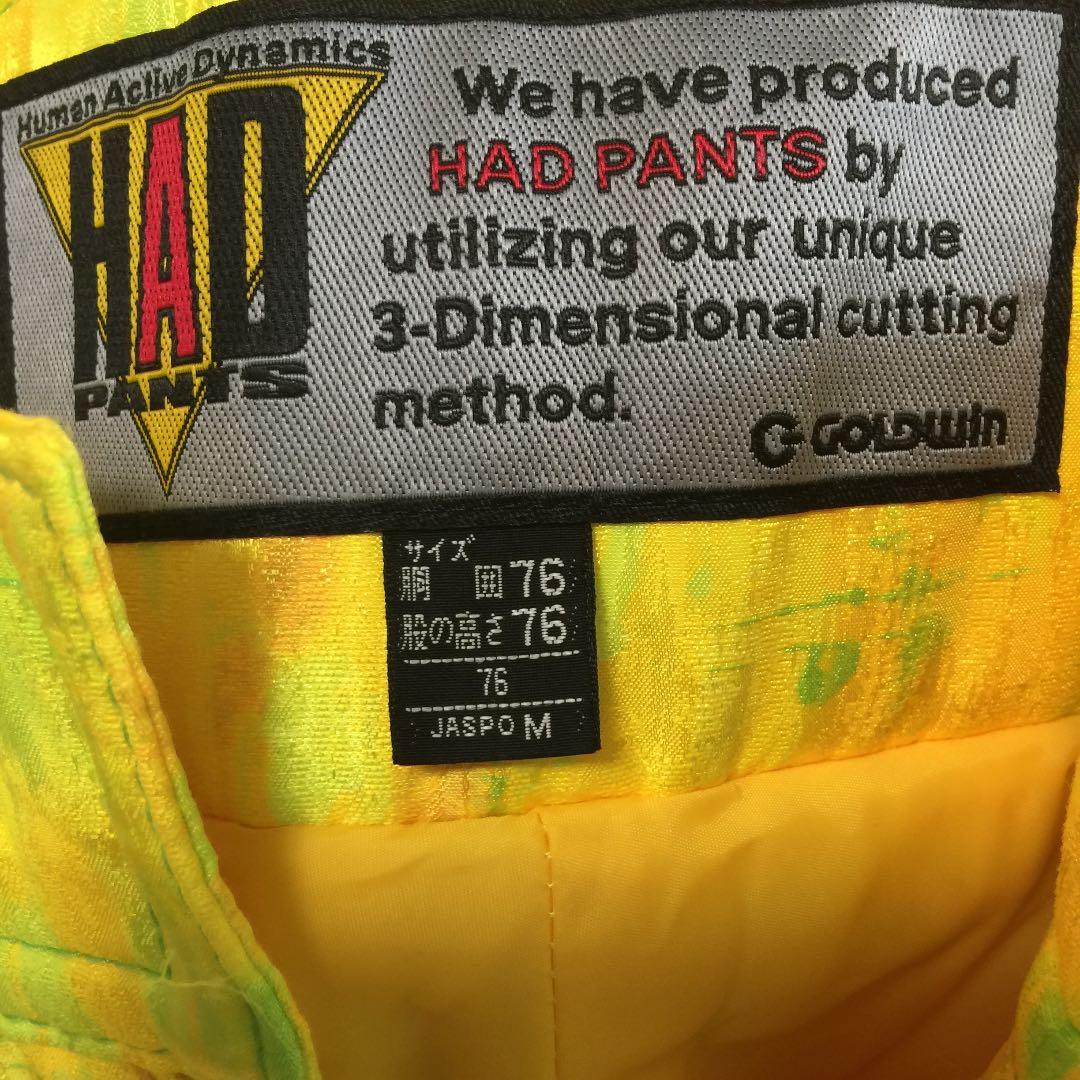 Human Active Dynamics
HAD
PANTS
We have produced
HAD PANTS by
utilizing our unique
3-Dimensional cutting
method.
GOLDWIN
サイズ
胴囲 76
股の高さ 76
76
JASPO M